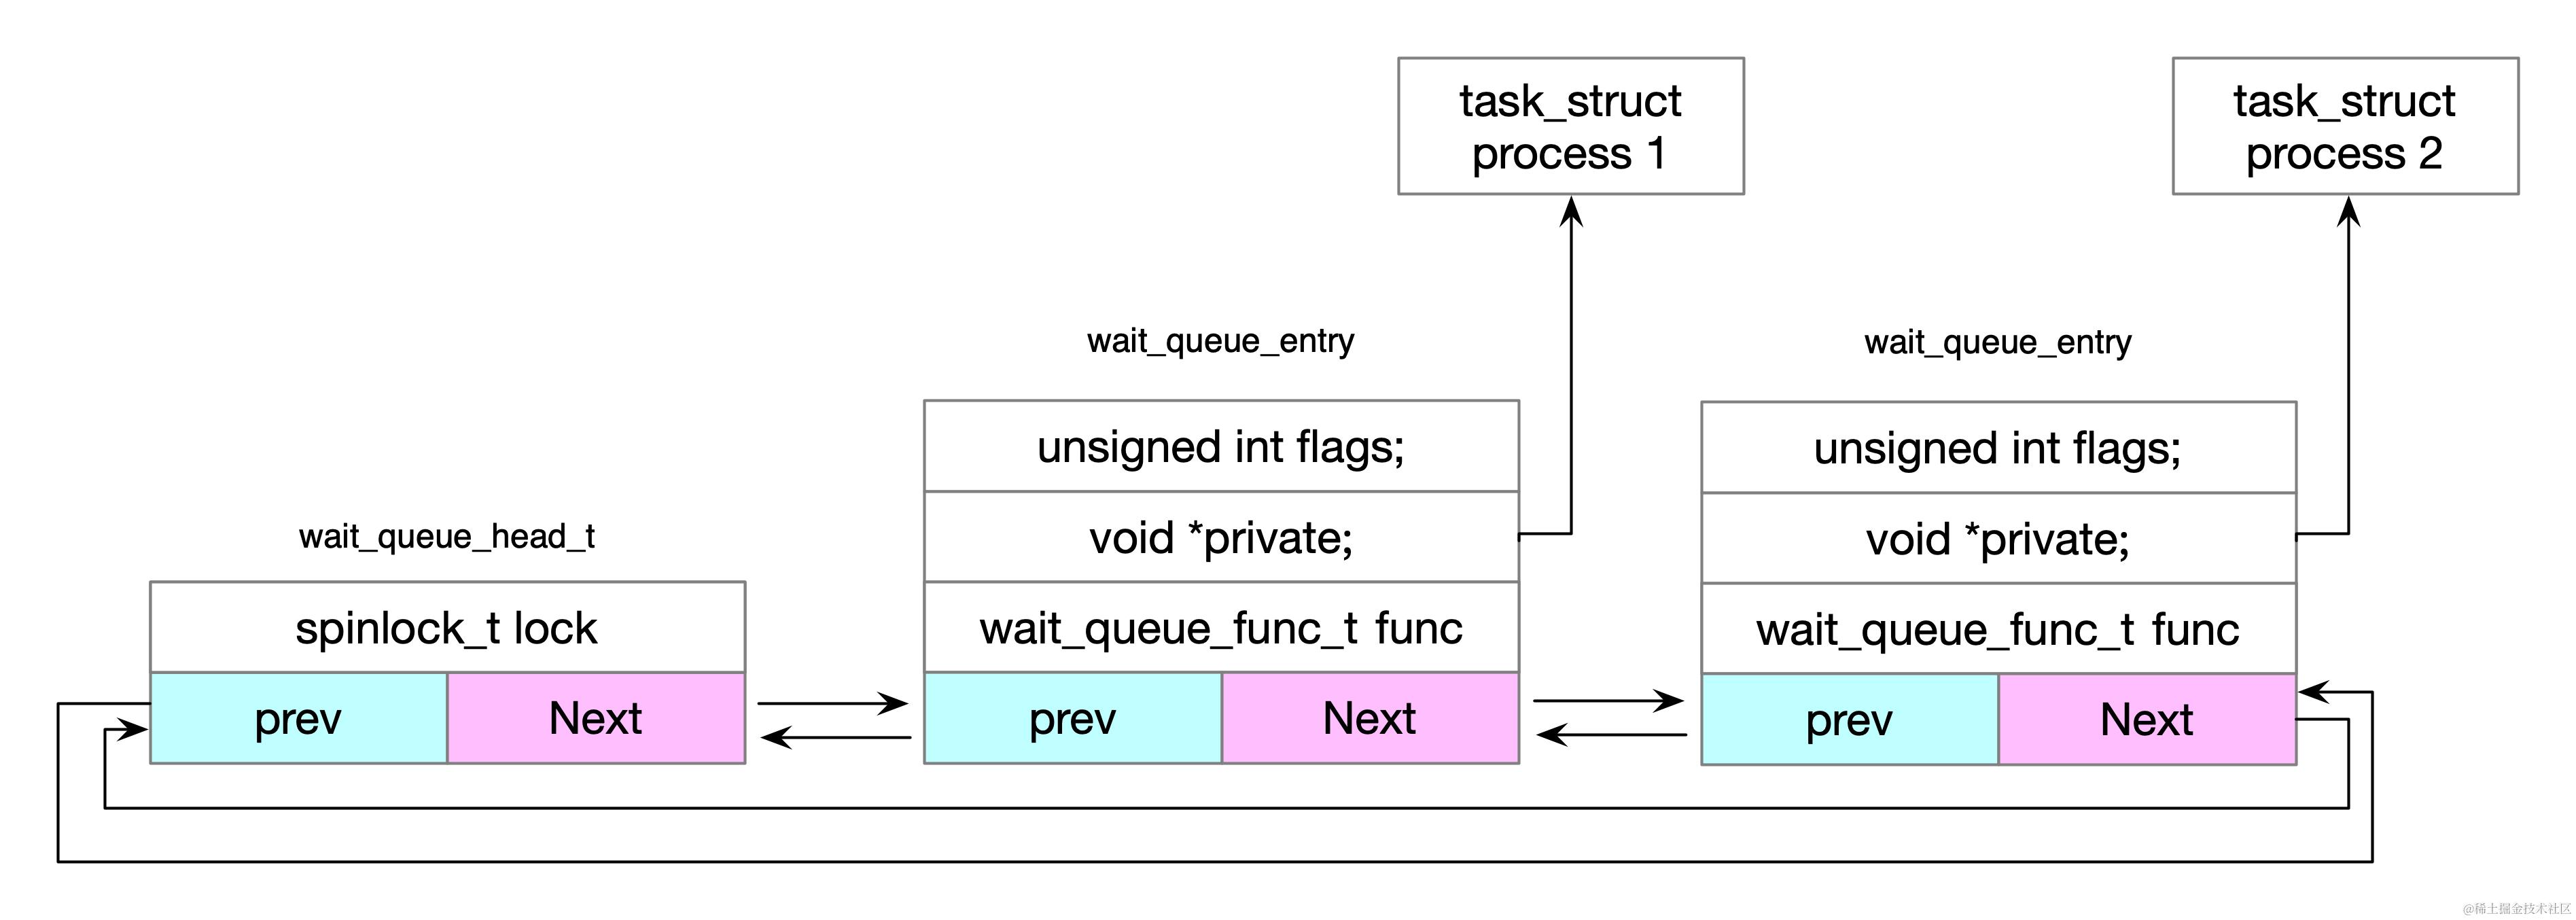 task_struct
process 1
task_struct
process 2
wait_queue_entry
wait_queue_entry
unsigned int flags;
unsigned int flags;
void *private;
void *private;
wait_queue_head_t
spinlock_t lock
wait_queue_func_t func
wait_queue_func_t func
prev
Next
prev
Next
prev
Next
@稀土掘金技术社区